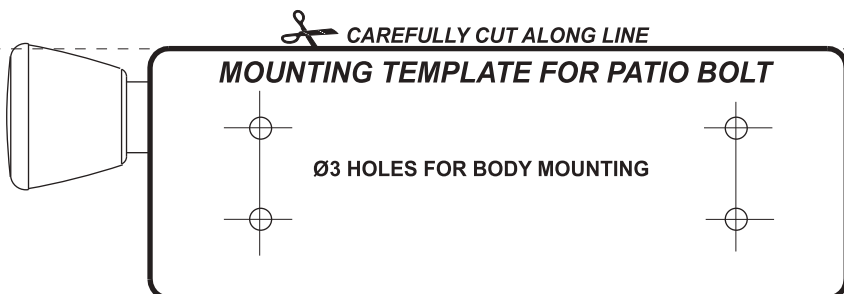 CAREFULLY CUT ALONG LINE
MOUNTING TEMPLATE FOR PATIO BOLT
Ø3 HOLES FOR BODY MOUNTING